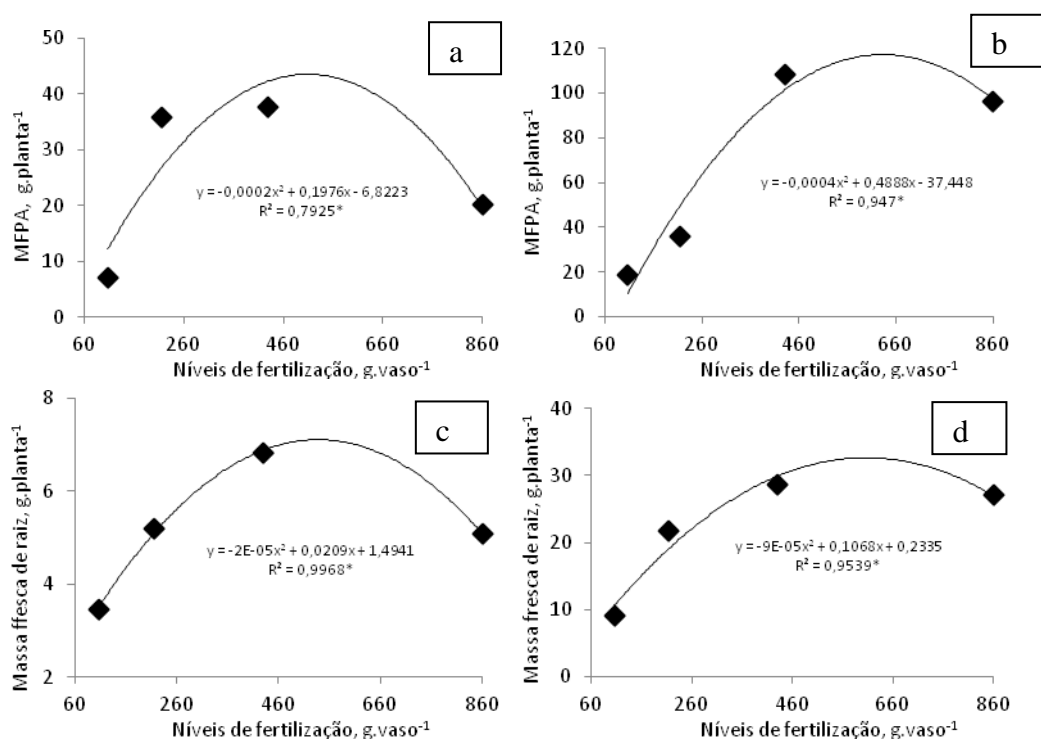 a
50
40
30
20
10
0
MFPA, g.planta⁻¹
y = -0,0002x² + 0,1976x - 6,8223
R² = 0,7925*
60 260 460 660 860
Níveis de fertilização, g.vaso⁻¹
b
120
100
80
60
40
20
0
MFPA, g.planta⁻¹
y = -0,0004x² + 0,4888x - 37,448
R² = 0,947*
60 260 460 660 860
Níveis de fertilização, g.vaso⁻¹
c
8
6
4
2
Massa ffesca de raiz, g.planta⁻¹
y = -2E-05x² + 0,0209x + 1,4941
R² = 0,9968*
60 260 460 660 860
Níveis de fertilização, g.vaso⁻¹
d
40
30
20
10
0
Massa fresca de raiz, g.planta⁻¹
y = -9E-05x² + 0,1068x + 0,2335
R² = 0,9539*
60 260 460 660 860
Níveis de fertilização, g.vaso⁻¹